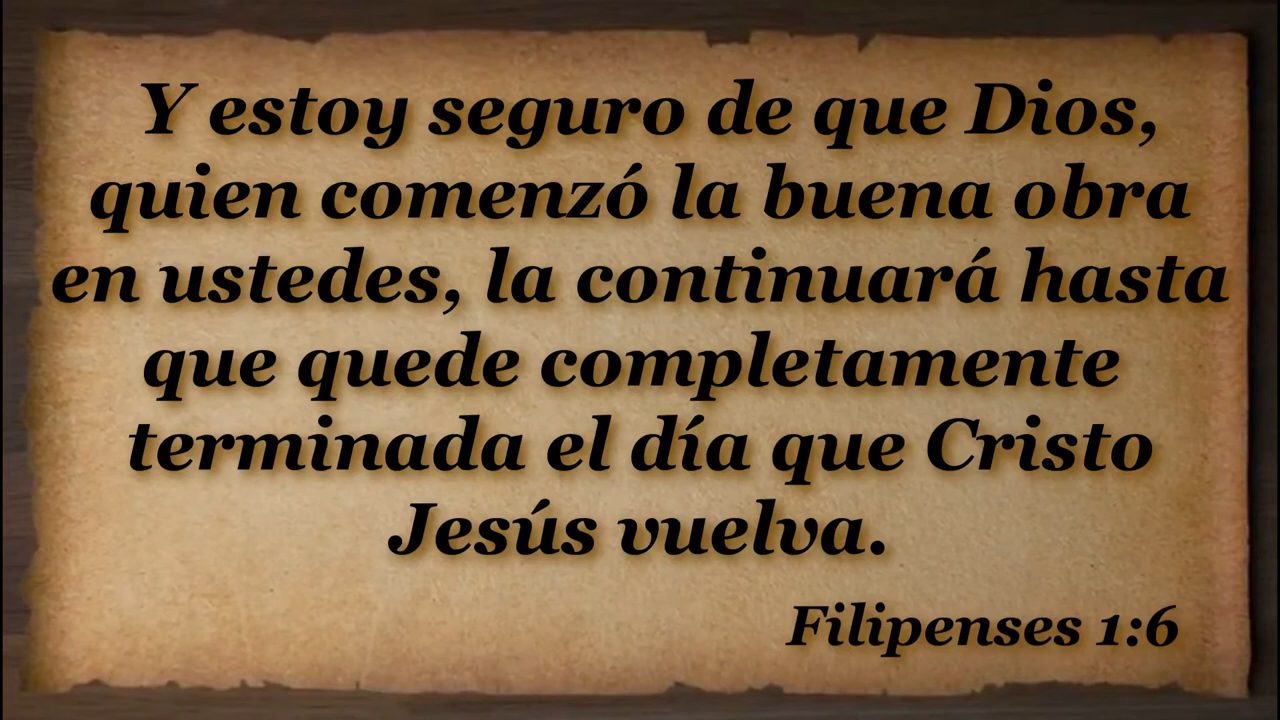 Y estoy seguro de que Dios,
quien comenzó la buena obra
en ustedes, la continuará hasta
que quede completamente
terminada el día que Cristo
Jesús vuelva.
Filipenses 1:6